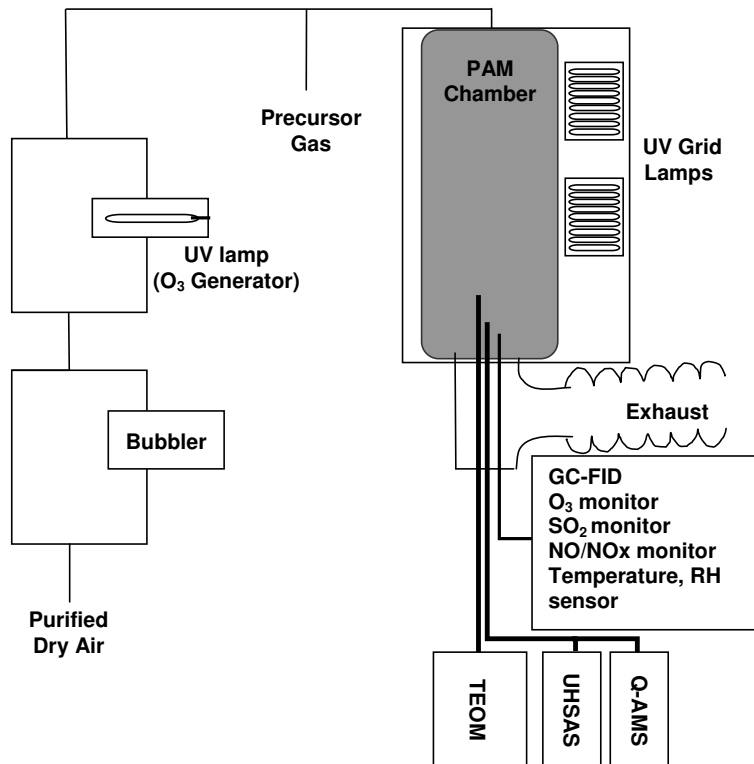 PAM
Chamber
Precursor
Gas
UV Grid
Lamps
UV lamp
(O₃ Generator)
Bubbler
Exhaust
GC-FID
O₃ monitor
SO₂ monitor
NO/NOx monitor
Temperature, RH
sensor
Purified
Dry Air
TEOM
UHSAS
Q-AMS